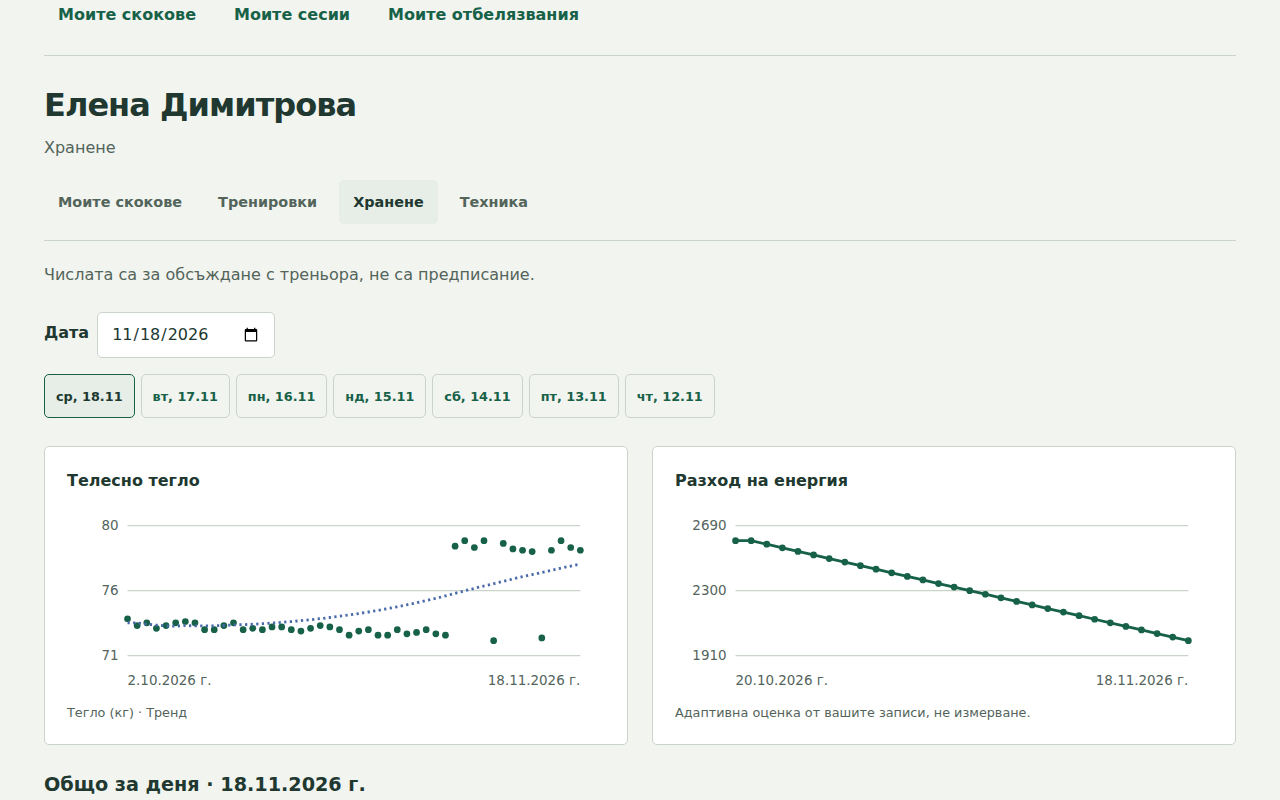 Моите скокове Моите сесии Моите отбелязвания
Елена Димитрова
Хранене
Моите скокове Тренировки Хранене Техника
Числата са за обсъждане с треньора, не са предписание.
Дата 11/18/2026
ср, 18.11 вт, 17.11 пн, 16.11 нд, 15.11 сб, 14.11 пт, 13.11 чт, 12.11
Телесно тегло
80
76
71
2.10.2026 г. 18.11.2026 г.
Тегло (кг) · Тренд
Разход на енергия
2690
2300
1910
20.10.2026 г. 18.11.2026 г.
Адаптивна оценка от вашите записи, не измерване.
Общо за деня · 18.11.2026 г.